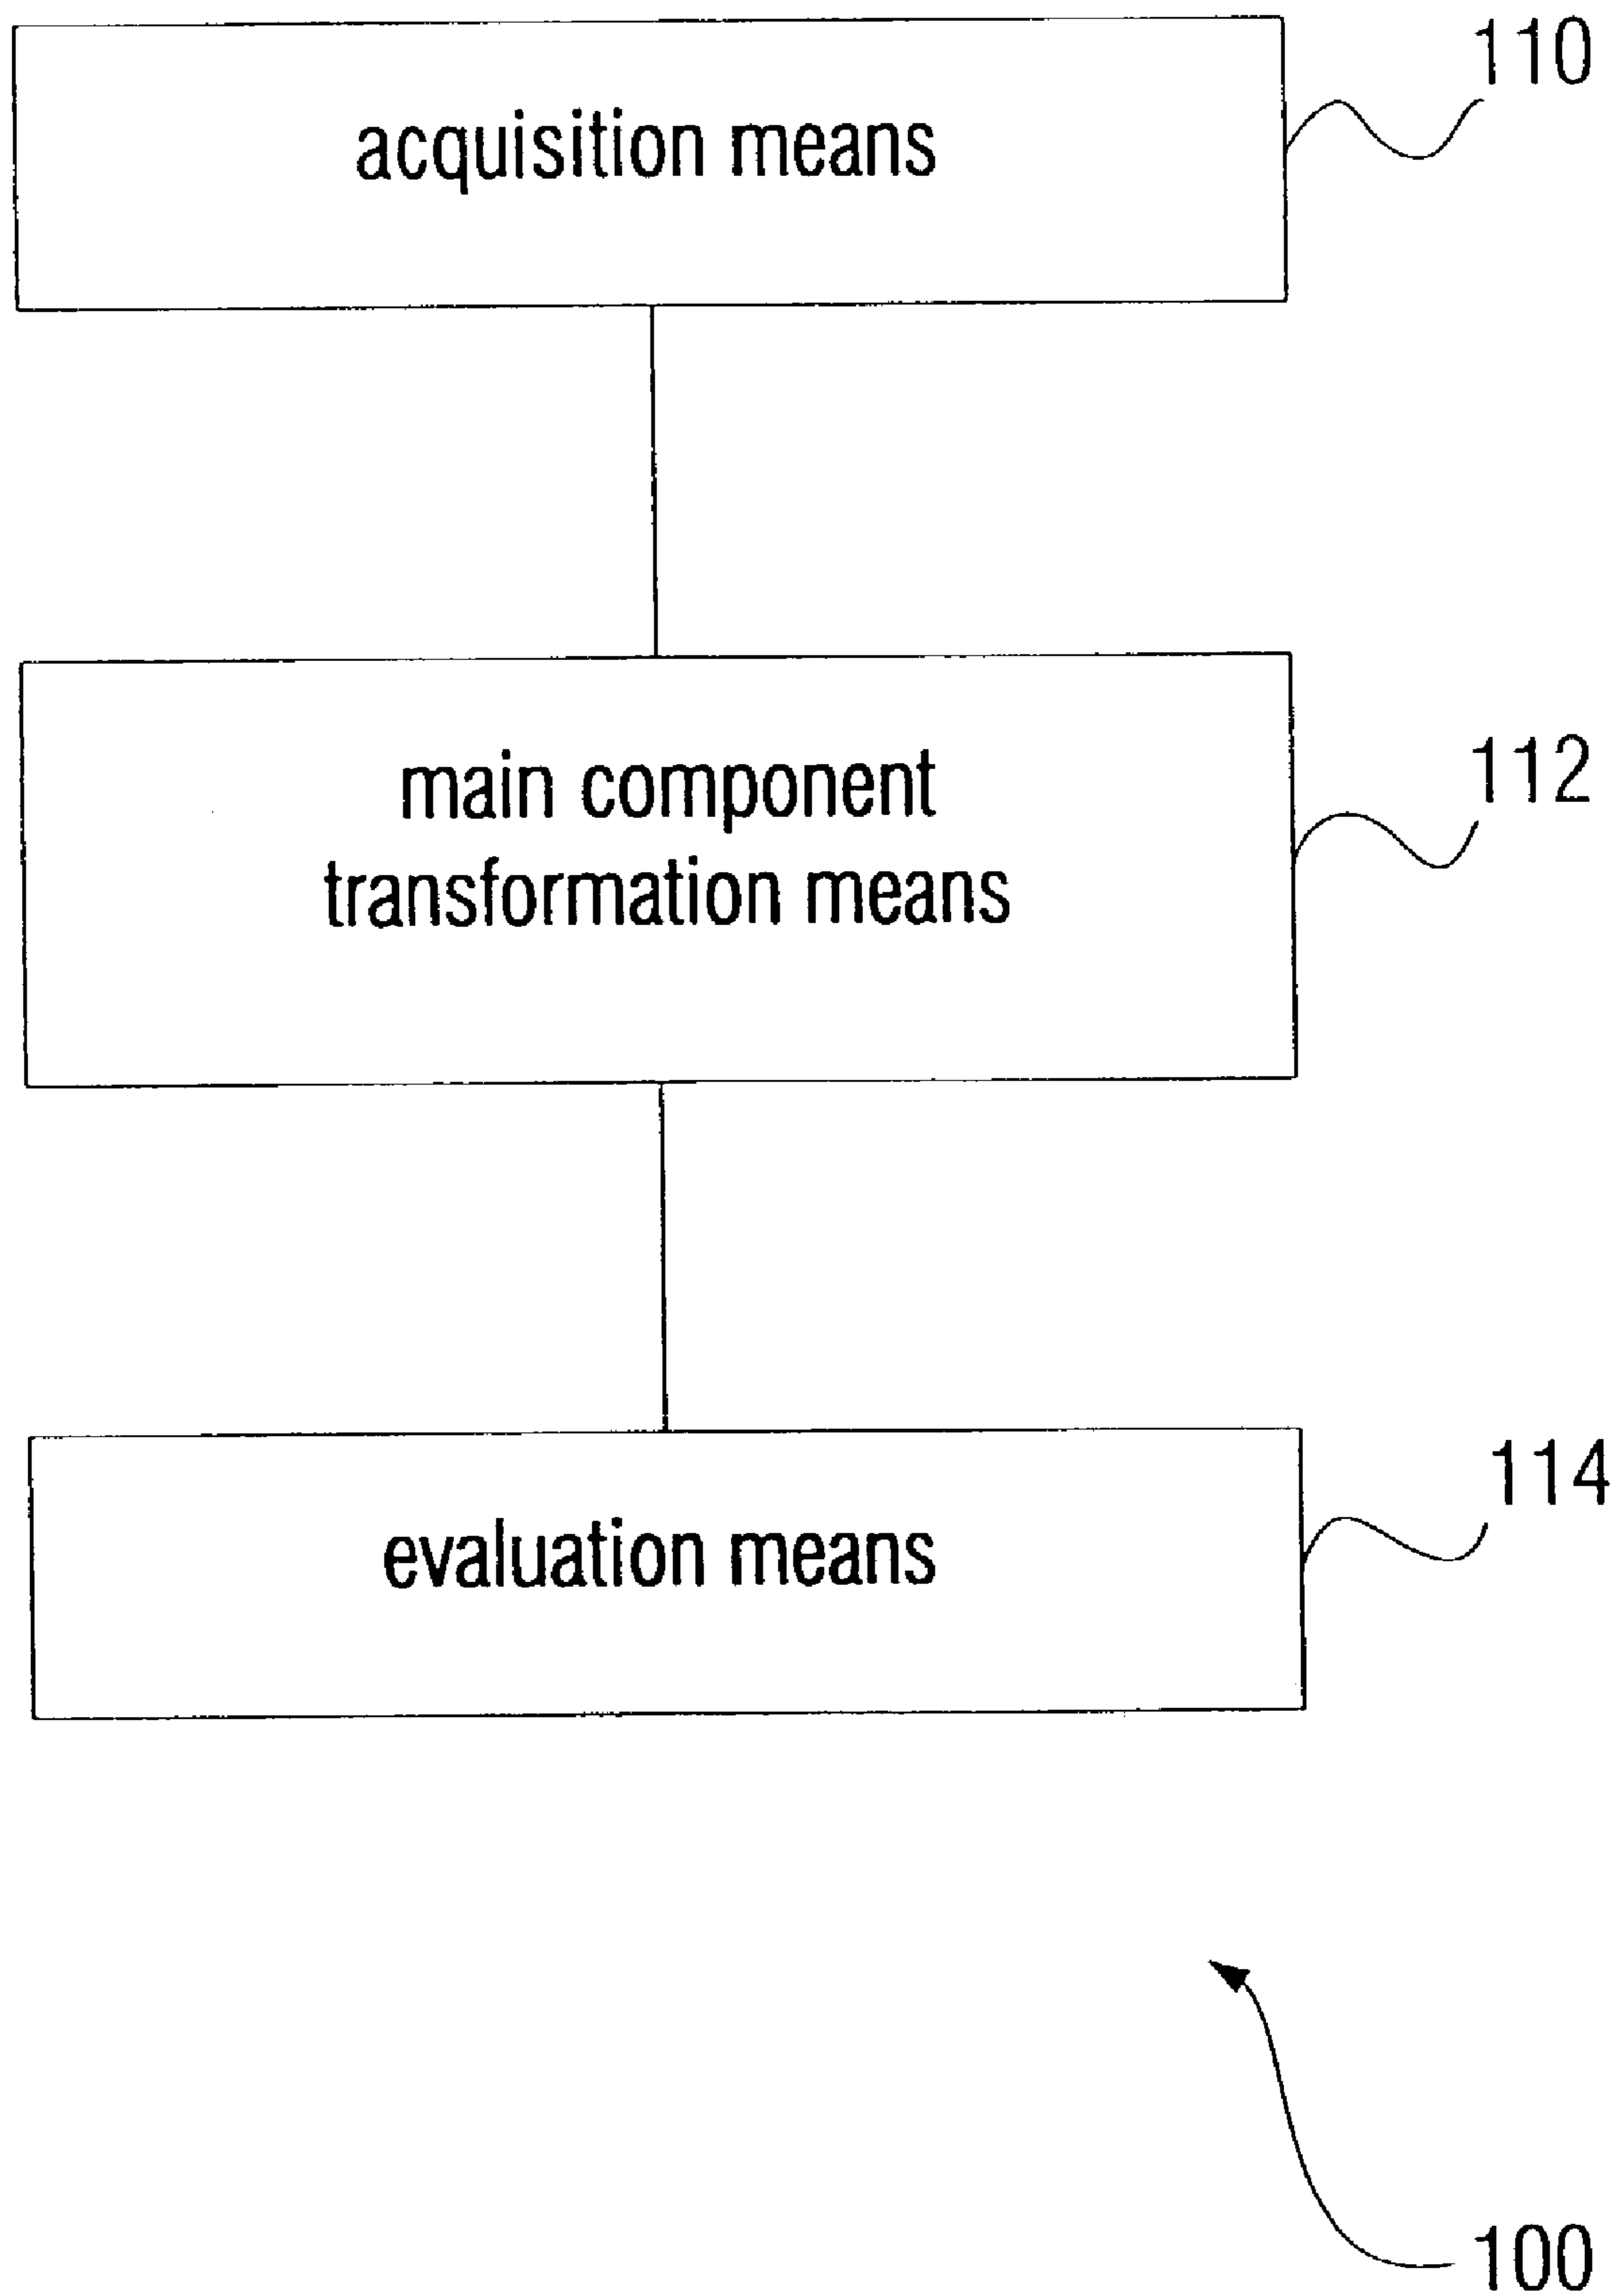 110
acquisition means
112
main component
transformation means
114
evaluation means
100